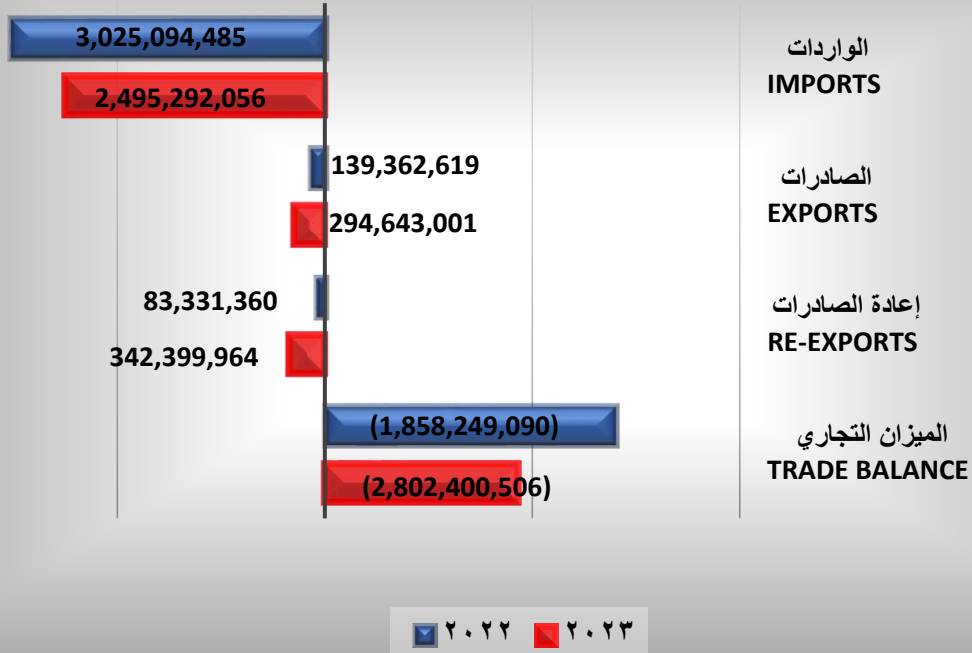 3,025,094,485
الواردات
IMPORTS
2,495,292,056
139,362,619
الصادرات
EXPORTS
294,643,001
83,331,360
إعادة الصادرات
RE-EXPORTS
342,399,964
(1,858,249,090)
الميزان التجاري
TRADE BALANCE
(2,802,400,506)
٢٠٢٢ ٢٠٢٣